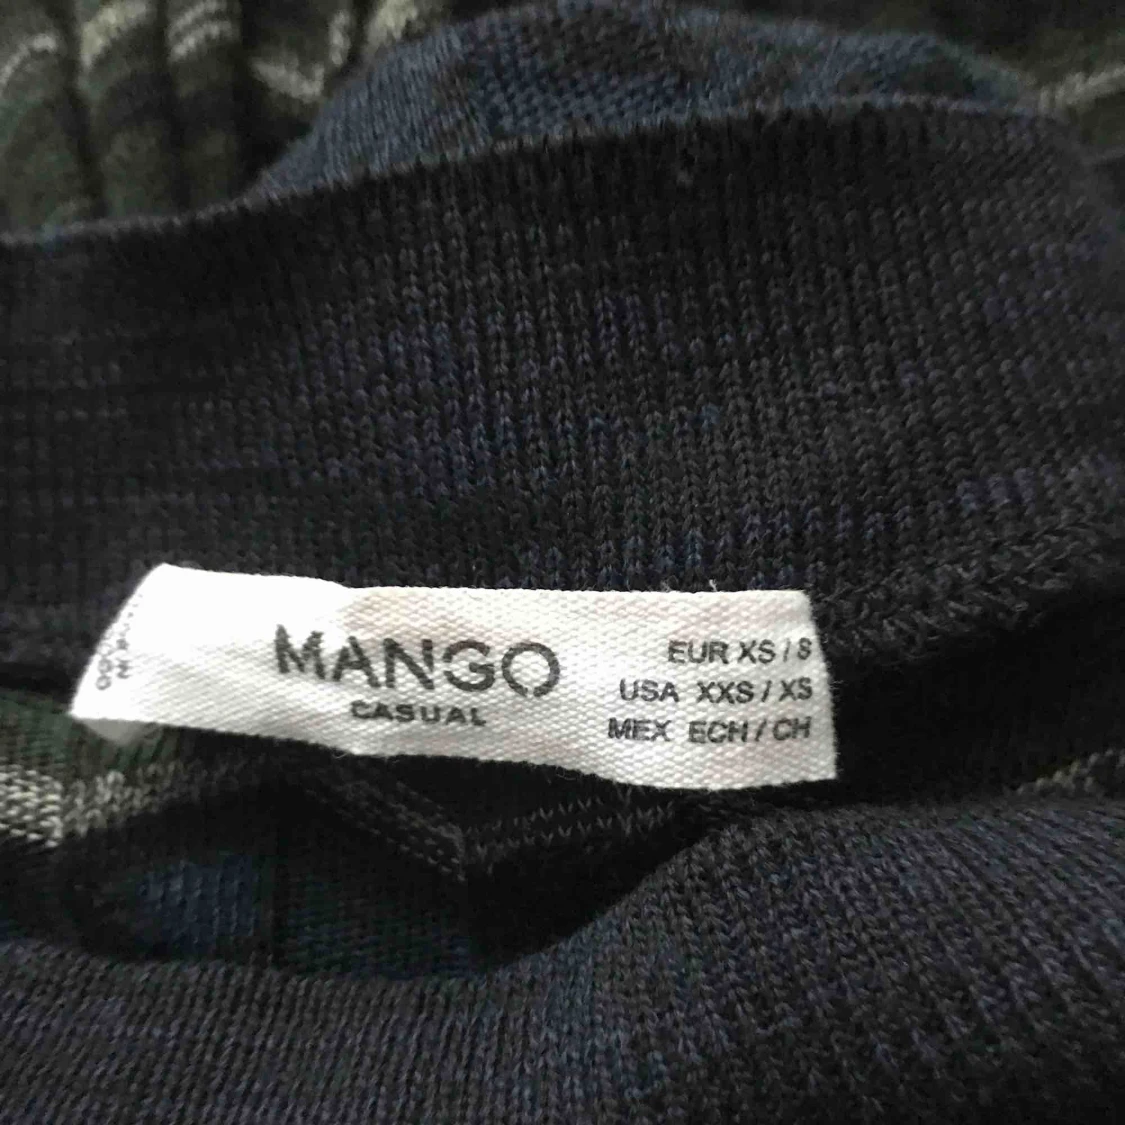 MANGO
CASUAL
EUR XS / S
USA XXS / XS
MEX ECH / CH